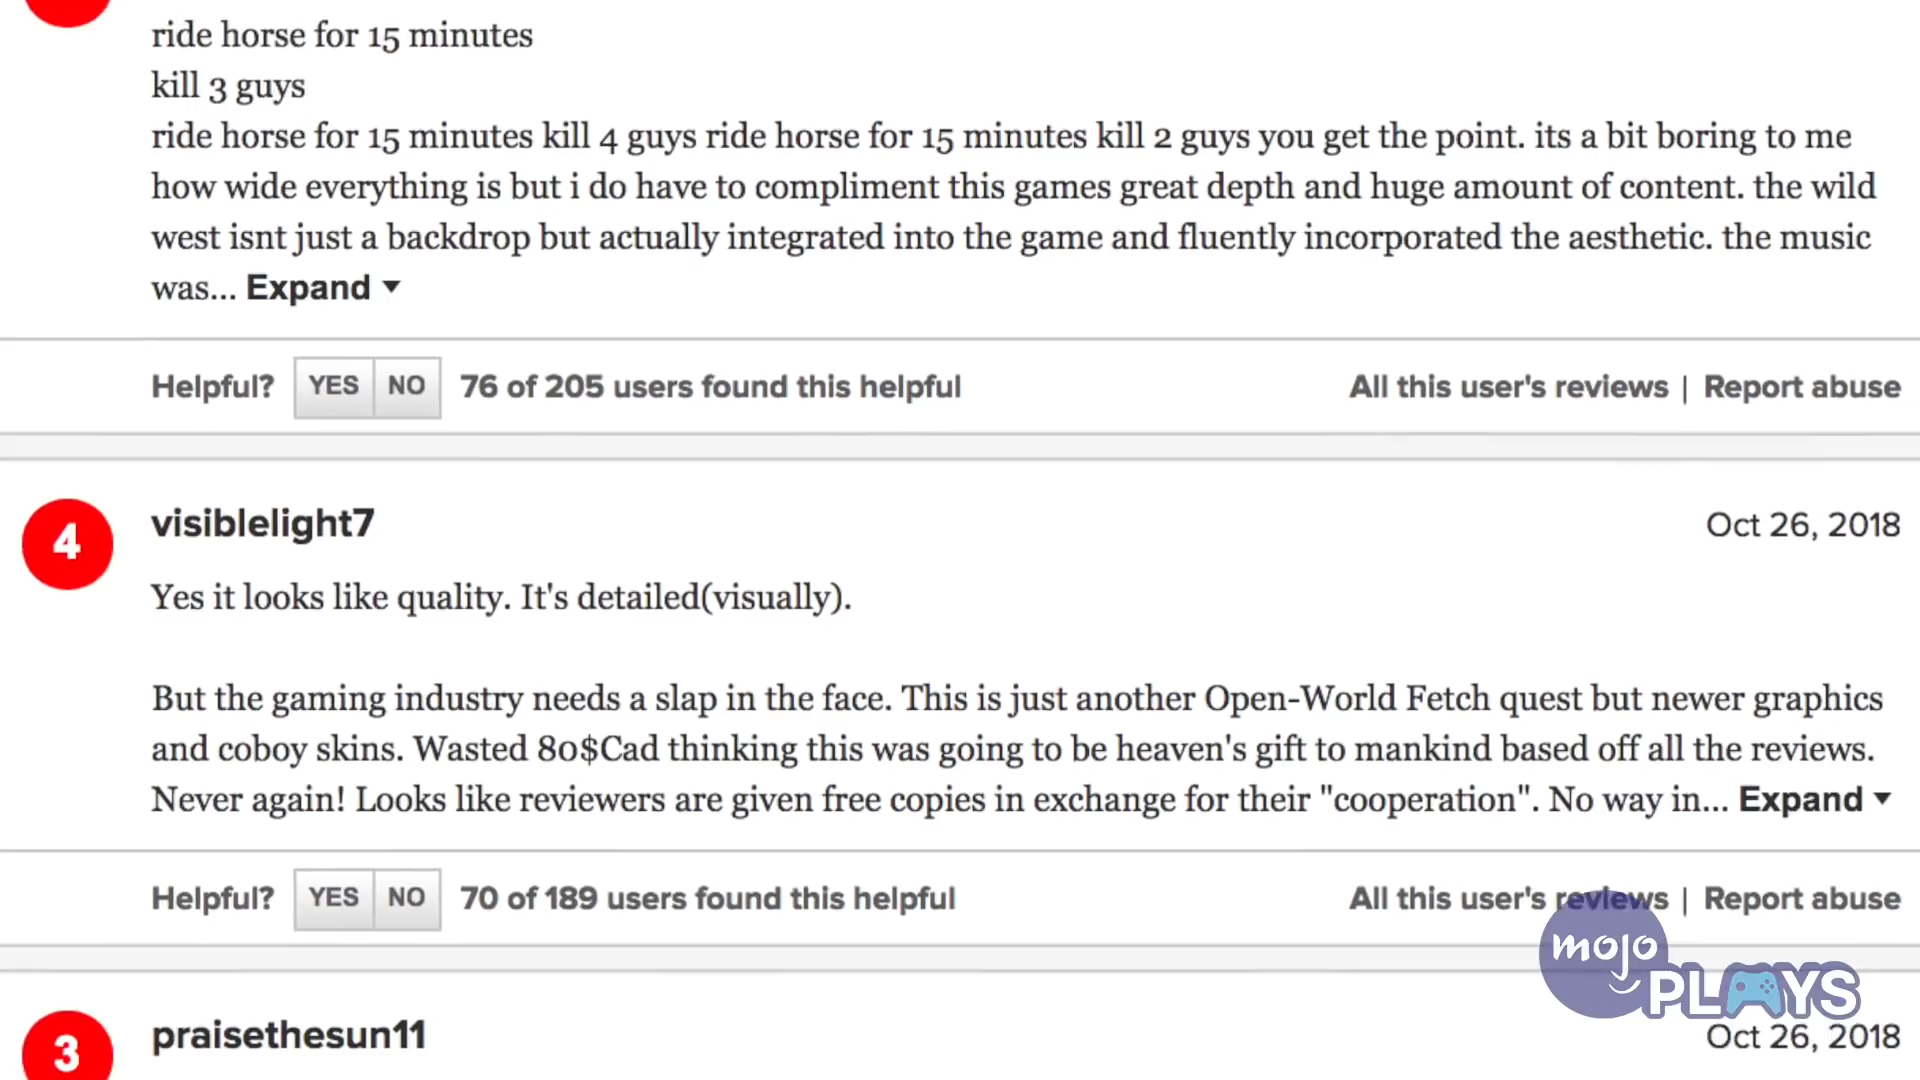 ride horse for 15 minutes
kill 3 guys
ride horse for 15 minutes kill 4 guys ride horse for 15 minutes kill 2 guys you get the point. its a bit boring to me
how wide everything is but i do have to compliment this games great depth and huge amount of content. the wild
west isnt just a backdrop but actually integrated into the game and fluently incorporated the aesthetic. the music
was... Expand
Helpful? YES NO 76 of 205 users found this helpful All this user's reviews | Report abuse
4 visiblelight7 Oct 26, 2018
Yes it looks like quality. It's detailed(visually).
But the gaming industry needs a slap in the face. This is just another Open-World Fetch quest but newer graphics
and coboy skins. Wasted 80$Cad thinking this was going to be heaven's gift to mankind based off all the reviews.
Never again! Looks like reviewers are given free copies in exchange for their "cooperation". No way in... Expand
Helpful? YES NO 70 of 189 users found this helpful All this user's reviews | Report abuse
mojo
PLAYS
3 praisethesun11 Oct 26, 2018